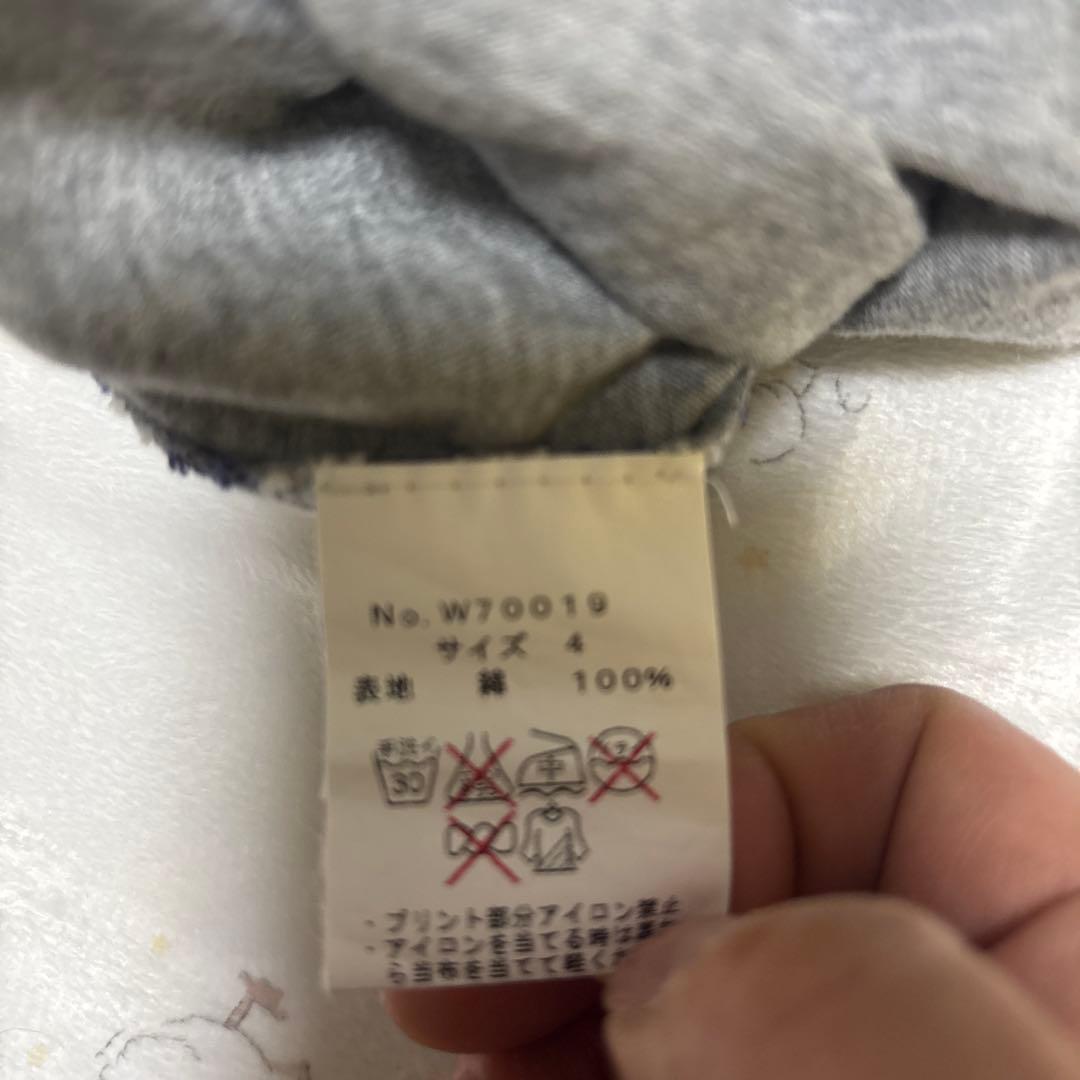 No.W70019
サイズ 4
表地 綿 100%
手洗イ
30 中
・プリント部分アイロン禁止
・アイロンを当てる時は
ら当布を当てて軽く